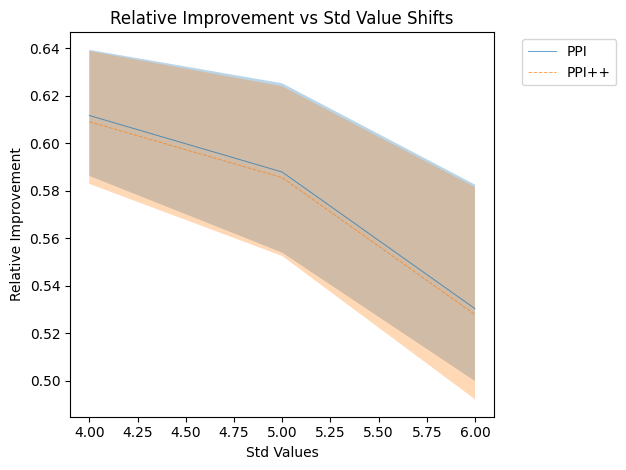 Relative Improvement vs Std Value Shifts
PPI
PPI++
Relative Improvement
0.64
0.62
0.60
0.58
0.56
0.54
0.52
0.50
4.00 4.25 4.50 4.75 5.00 5.25 5.50 5.75 6.00
Std Values